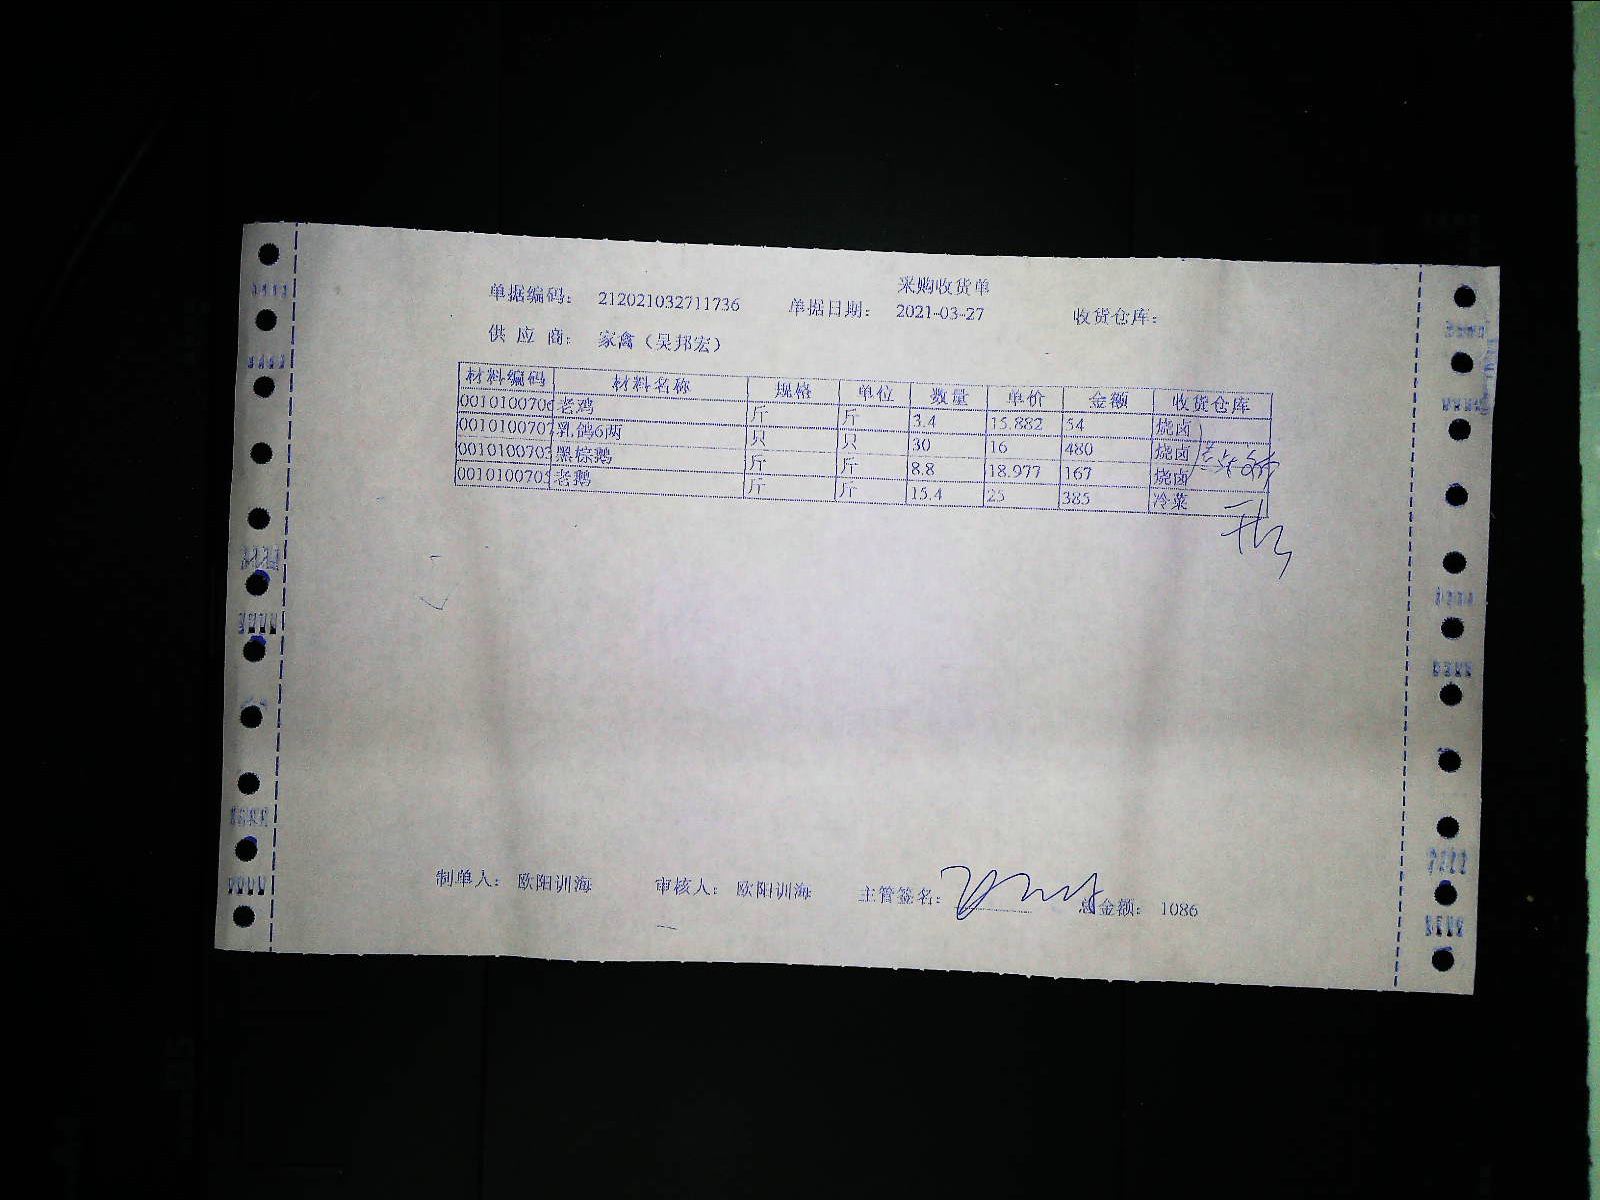 采购收货单
单据编码： 212021032711736 单据日期： 2021-03-27 收货仓库：
供 应 商： 家禽（吴邦宏）
材料编码 材料名称 规格 单位 数量 单价 金额 收货仓库
0010100706 老鸡 斤 斤 3.4 15.882 54 烧卤
0010100707 乳鸽6两 只 只 30 16 480 烧卤
0010100703 黑棕鹅 斤 斤 8.8 18.977 167 烧卤
0010100705 老鹅 斤 斤 15.4 25 385 冷菜
制单人： 欧阳训海 审核人： 欧阳训海 主管签名： 总金额： 1086